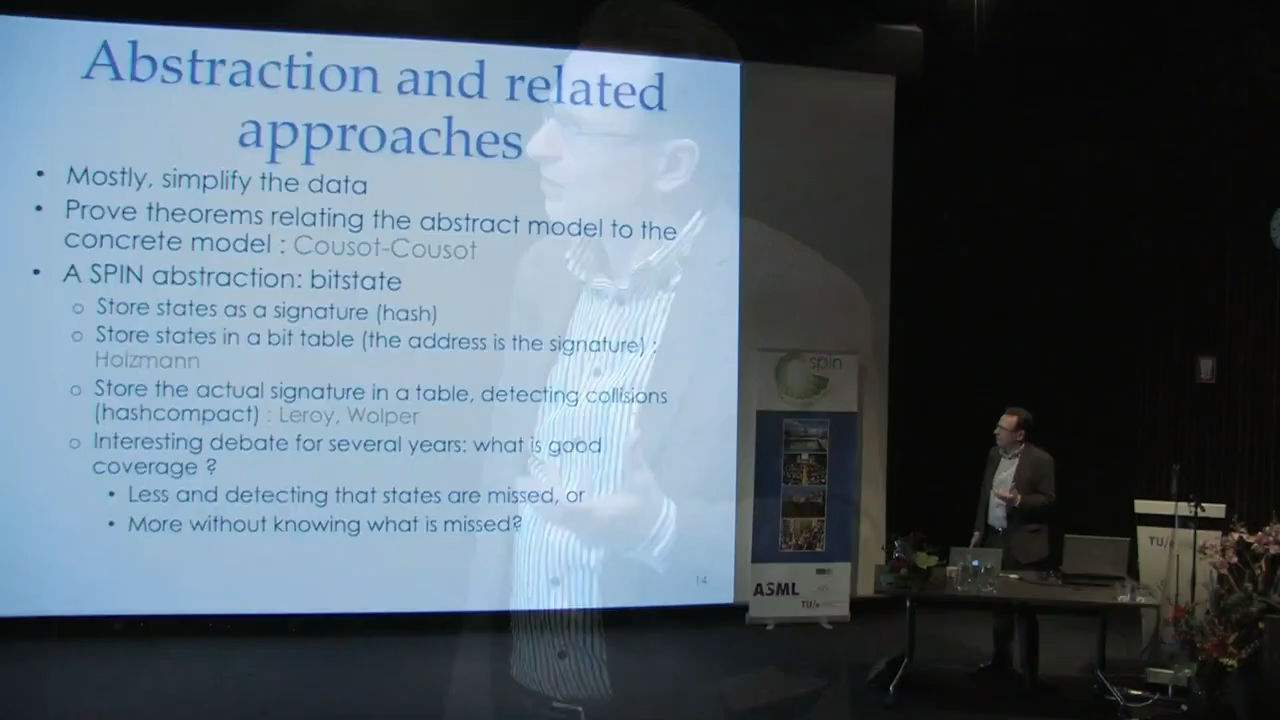 Abstraction and related
approaches
• Mostly, simplify the data
• Prove theorems relating the abstract model to the
concrete model : Cousot-Cousot
• A SPIN abstraction: bitstate
o Store states as a signature (hash)
o Store states in a bit table (the address is the signature) :
Holzmann
o Store the actual signature in a table, detecting collisions
(hashcompact) : Leroy, Wolper
o Interesting debate for several years: what is good
coverage ?
• Less and detecting that states are missed, or
• More without knowing what is missed?
14
spin
ASML
TU/e
TU/e